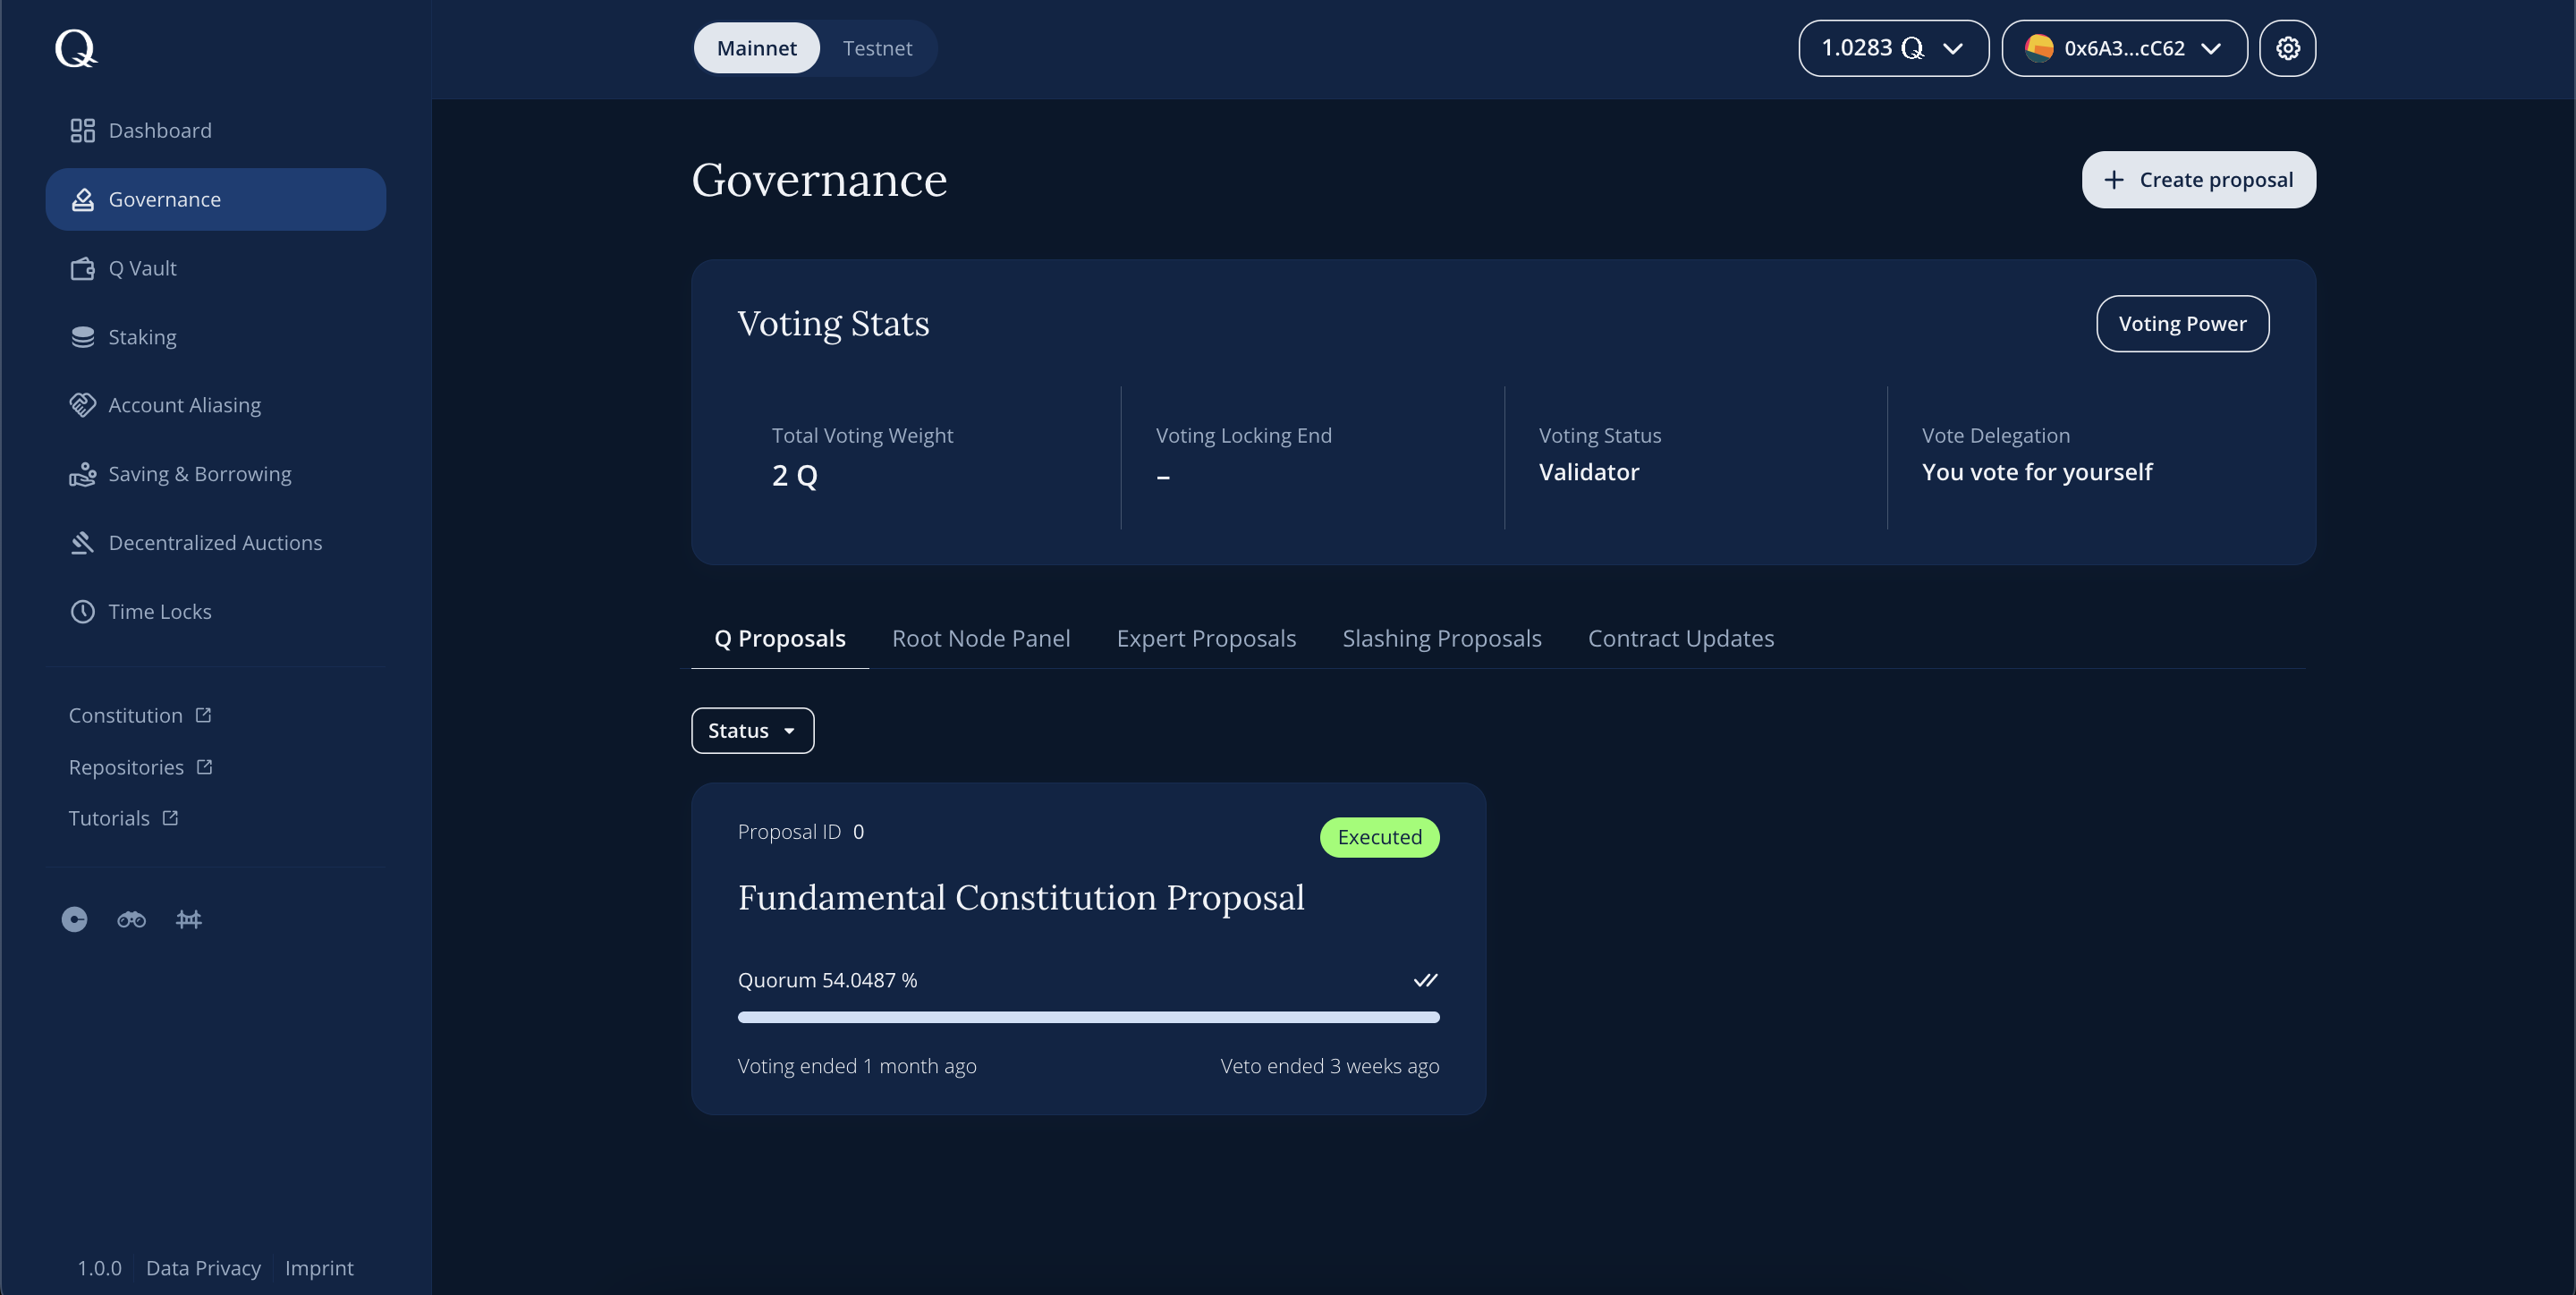 Q
Mainnet
Testnet
1.0283 Q
0x6A3...cC62
Dashboard
Governance
Q Vault
Staking
Account Aliasing
Saving & Borrowing
Decentralized Auctions
Time Locks
Constitution
Repositories
Tutorials
1.0.0
Data Privacy
Imprint
Governance
+ Create proposal
Voting Stats
Voting Power
Total Voting Weight
2 Q
Voting Locking End
–
Voting Status
Validator
Vote Delegation
You vote for yourself
Q Proposals
Root Node Panel
Expert Proposals
Slashing Proposals
Contract Updates
Status
Proposal ID 0
Executed
Fundamental Constitution Proposal
Quorum 54.0487 %
Voting ended 1 month ago
Veto ended 3 weeks ago